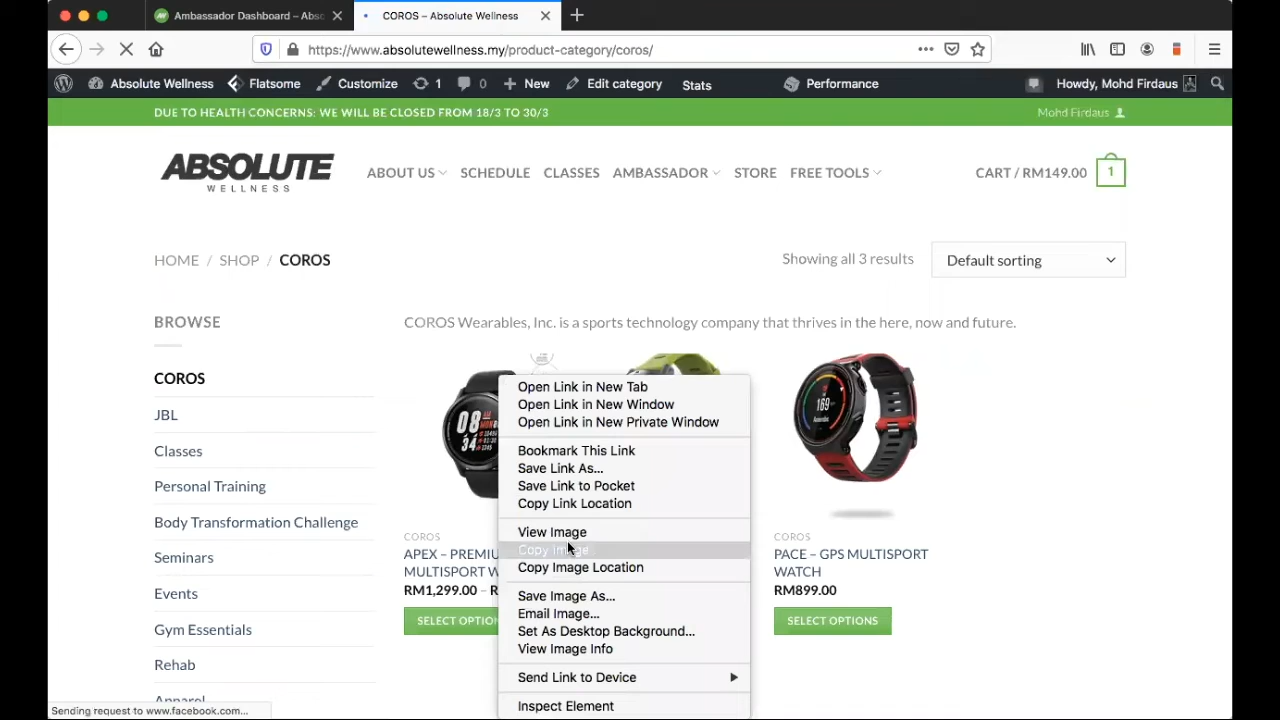 Ambassador Dashboard – Abso
COROS – Absolute Wellness
https://www.absolutewellness.my/product-category/coros/
Absolute Wellness
Flatsome
Customize
1
0
New
Edit category
Stats
Performance
Howdy, Mohd Firdaus
DUE TO HEALTH CONCERNS: WE WILL BE CLOSED FROM 18/3 TO 30/3
Mohd Firdaus
ABSOLUTE
WELLNESS
ABOUT US
SCHEDULE
CLASSES
AMBASSADOR
STORE
FREE TOOLS
CART / RM149.00
1
HOME / SHOP / COROS
Showing all 3 results
Default sorting
BROWSE
COROS
JBL
Classes
Personal Training
Body Transformation Challenge
Seminars
Events
Gym Essentials
Rehab
Apparel
COROS Wearables, Inc. is a sports technology company that thrives in the here, now and future.
08
34
169
COROS
APEX – PREMIU
MULTISPORT W
RM1,299.00 – R
SELECT OPTION
Open Link in New Tab
Open Link in New Window
Open Link in New Private Window
Bookmark This Link
Save Link As...
Save Link to Pocket
Copy Link Location
View Image
Copy Image
Copy Image Location
Save Image As...
Email Image...
Set As Desktop Background...
View Image Info
Send Link to Device
Inspect Element
COROS
PACE – GPS MULTISPORT
WATCH
RM899.00
SELECT OPTIONS
Sending request to www.facebook.com...